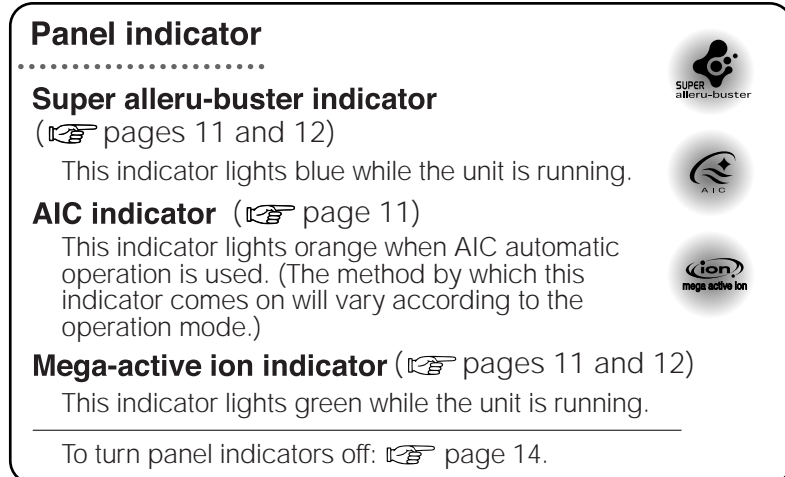 Panel indicator
Super alleru-buster indicator
(☞ pages 11 and 12)
This indicator lights blue while the unit is running.
AIC indicator (☞ page 11)
This indicator lights orange when AIC automatic
operation is used. (The method by which this
indicator comes on will vary according to the
operation mode.)
Mega-active ion indicator (☞ pages 11 and 12)
This indicator lights green while the unit is running.
To turn panel indicators off: ☞ page 14.
SUPER
alleru-buster
AIC
ion
mega active ion